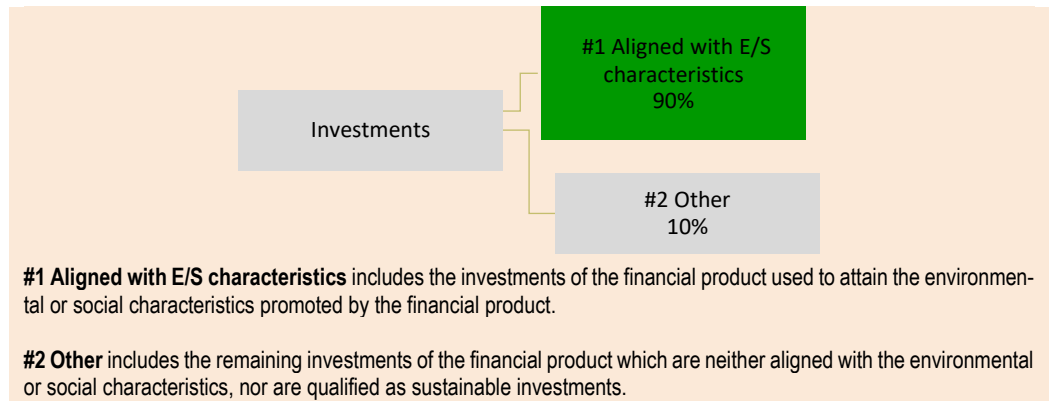 #1 Aligned with E/S
characteristics
90%
Investments
#2 Other
10%
#1 Aligned with E/S characteristics includes the investments of the financial product used to attain the environmen-
tal or social characteristics promoted by the financial product.
#2 Other includes the remaining investments of the financial product which are neither aligned with the environmental
or social characteristics, nor are qualified as sustainable investments.